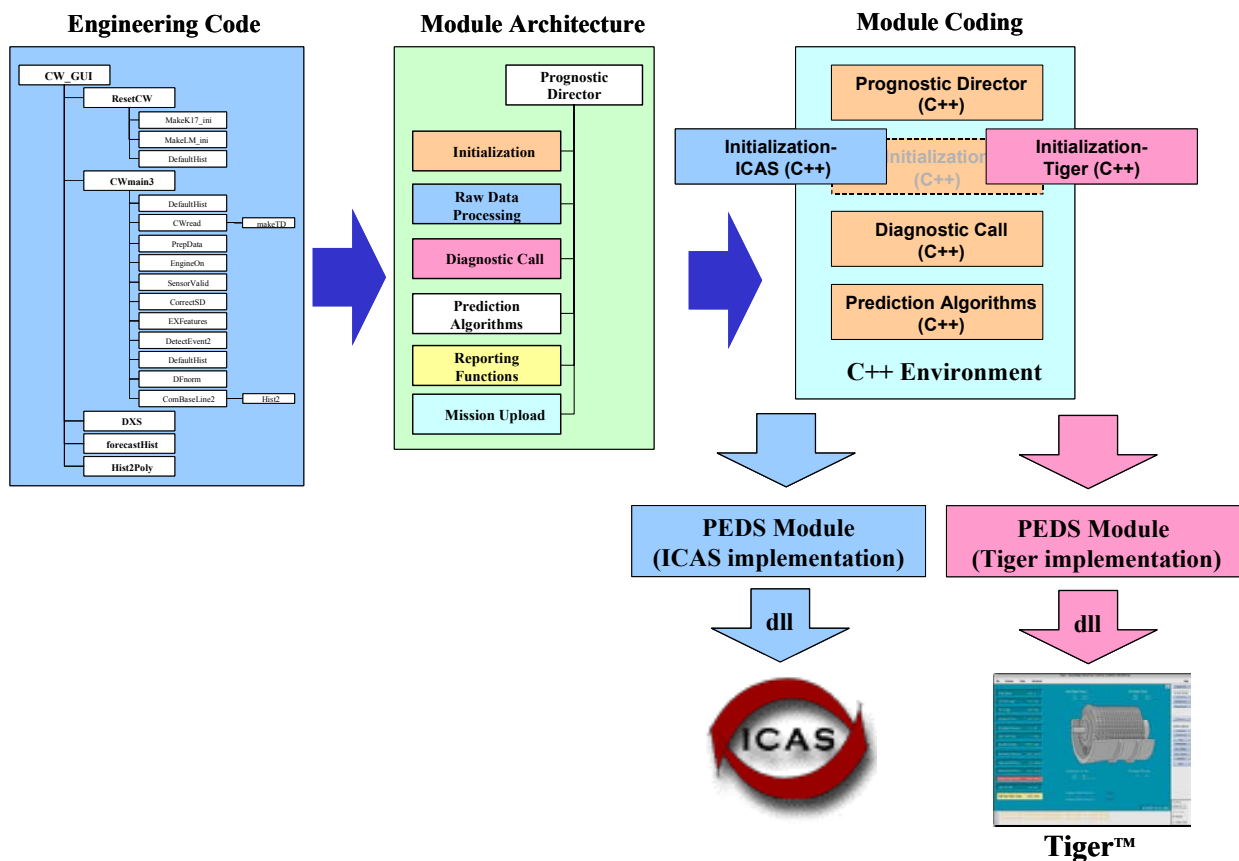 Engineering Code
CW_GUI
ResetCW
MakeK17_ini
MakeLM_ini
DefaultHist
CWmain3
DefaultHist
CWread
makeTD
PrepData
EngineOn
SensorValid
CorrectSD
EXFeatures
DetectEvent2
DefaultHist
DFnorm
ComBaseLine2
Hist2
DXS
forecastHist
Hist2Poly
Module Architecture
Prognostic
Director
Initialization
Raw Data
Processing
Diagnostic Call
Prediction
Algorithms
Reporting
Functions
Mission Upload
Module Coding
Prognostic Director
(C++)
Initialization-
ICAS (C++)
Initialization
(C++)
Initialization-
Tiger (C++)
Diagnostic Call
(C++)
Prediction Algorithms
(C++)
C++ Environment
PEDS Module
(ICAS implementation)
PEDS Module
(Tiger implementation)
dll
dll
ICAS
Tiger™